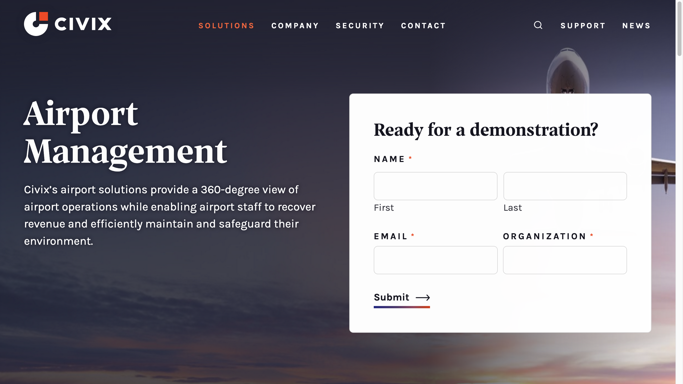 CIVIX
SOLUTIONS COMPANY SECURITY CONTACT SUPPORT NEWS
Airport
Management
Civix's airport solutions provide a 360-degree view of
airport operations while enabling airport staff to recover
revenue and efficiently maintain and safeguard their
environment.
Ready for a demonstration?
NAME *
First Last
EMAIL * ORGANIZATION *
Submit